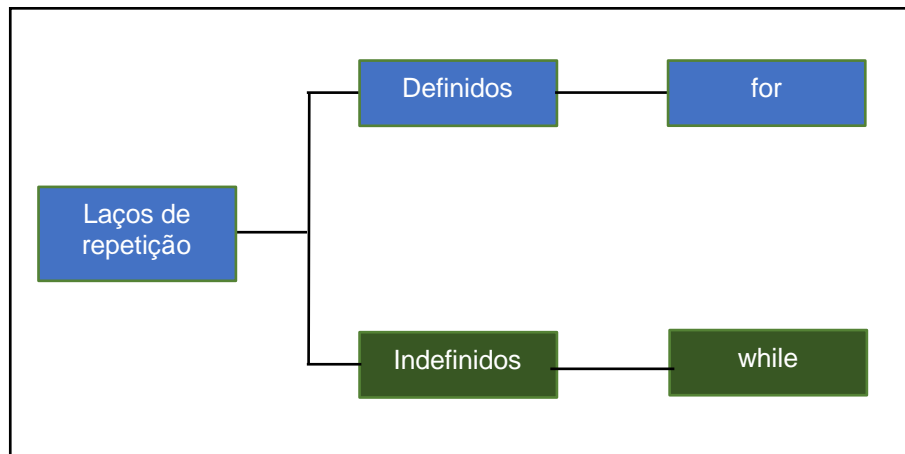 Definidos
for
Laços de
repetição
Indefinidos
while